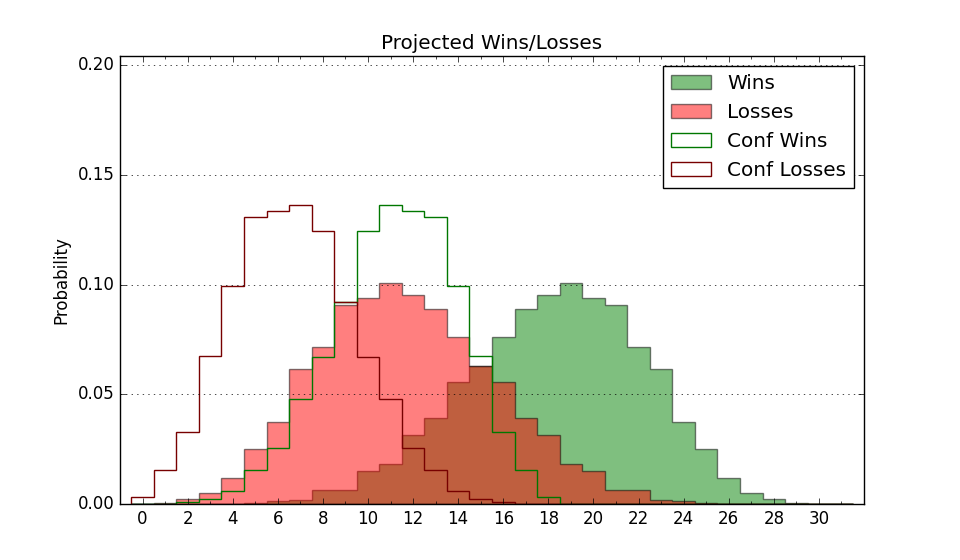 Projected Wins/Losses
0.20
0.15
0.10
0.05
0.00
Probability
Wins
Losses
Conf Wins
Conf Losses
0 2 4 6 8 10 12 14 16 18 20 22 24 26 28 30